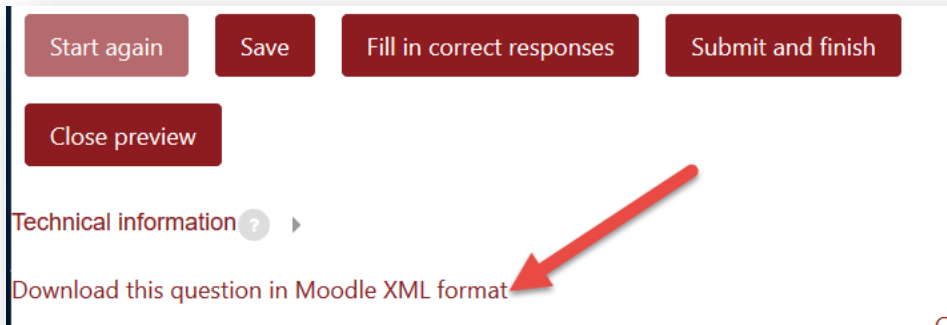 Start again Save Fill in correct responses Submit and finish
Close preview
Technical information ?
Download this question in Moodle XML format